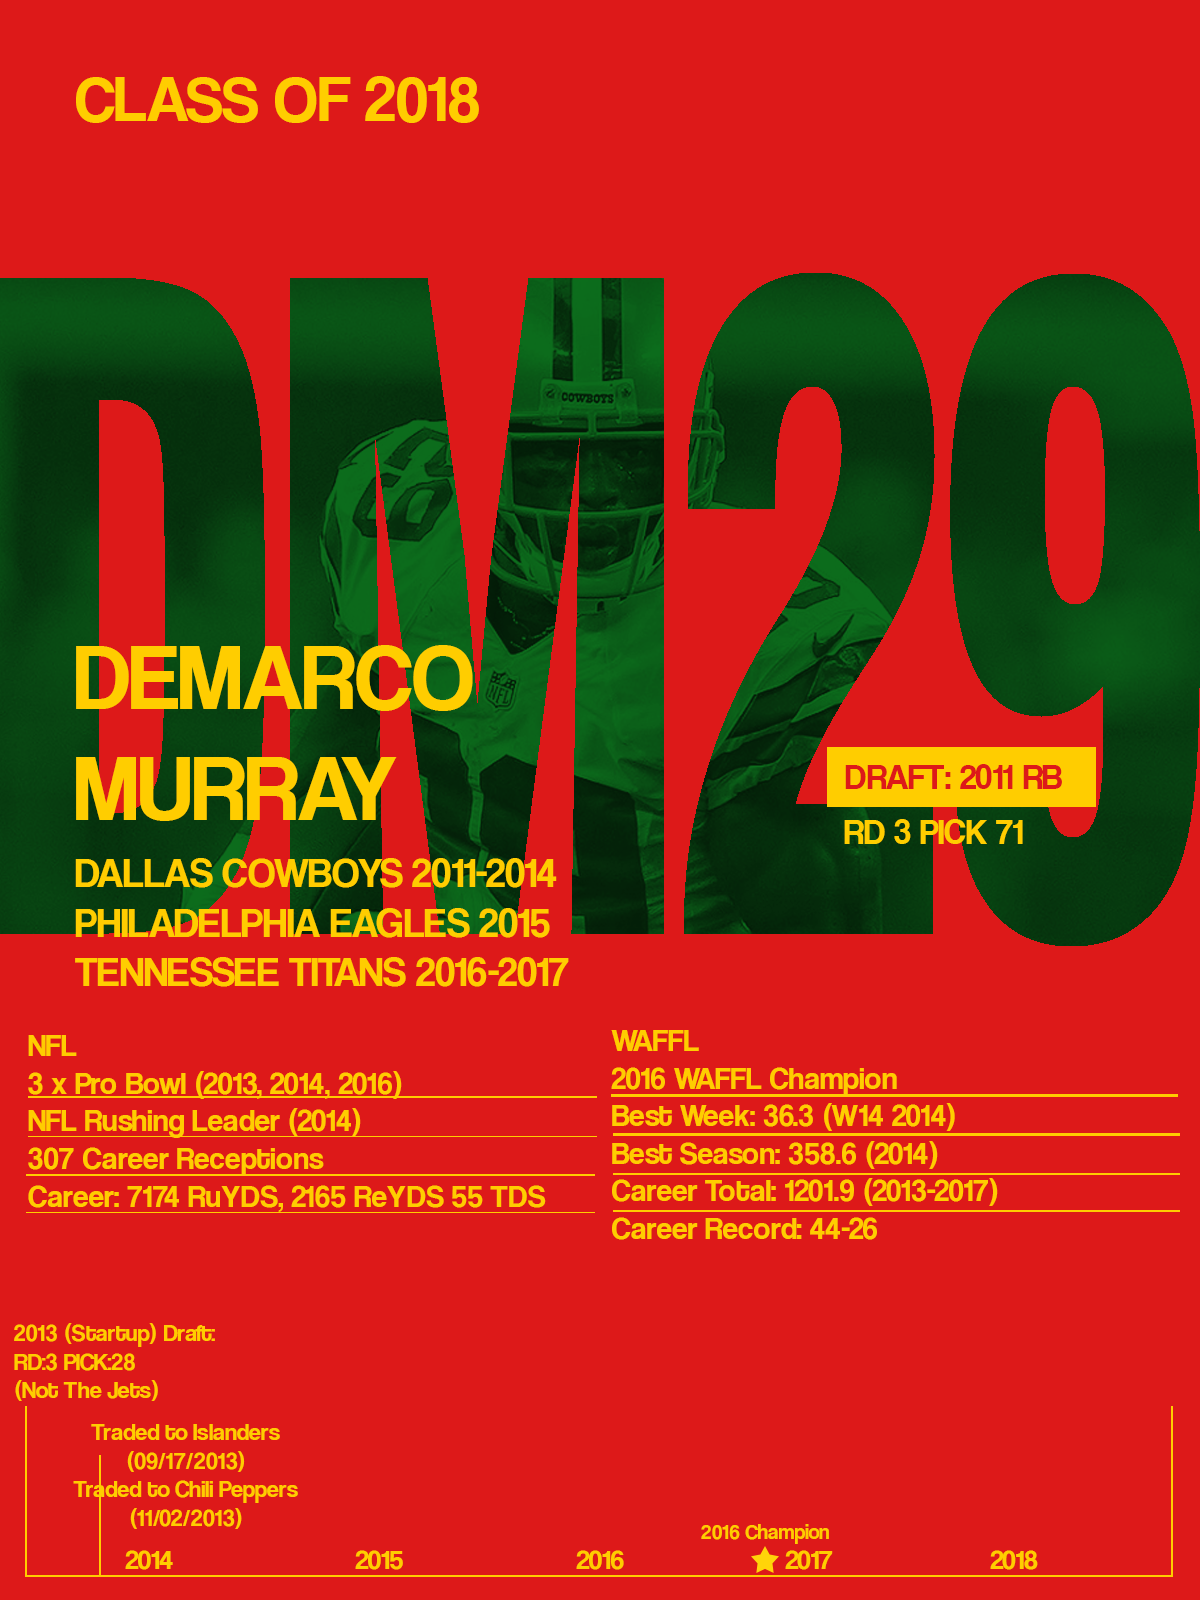 CLASS OF 2018
DM29
COWBOYS
29
NFL
DEMARCO
MURRAY
DRAFT: 2011 RB
RD 3 PICK 71
DALLAS COWBOYS 2011-2014
PHILADELPHIA EAGLES 2015
TENNESSEE TITANS 2016-2017
NFL
3 x Pro Bowl (2013, 2014, 2016)
NFL Rushing Leader (2014)
307 Career Receptions
Career: 7174 RuYDS, 2165 ReYDS 55 TDS
WAFFL
2016 WAFFL Champion
Best Week: 36.3 (W14 2014)
Best Season: 358.6 (2014)
Career Total: 1201.9 (2013-2017)
Career Record: 44-26
2013 (Startup) Draft:
RD:3 PICK:28
(Not The Jets)
Traded to Islanders
(09/17/2013)
Traded to Chili Peppers
(11/02/2013)
2016 Champion
2014 2015 2016 2017 2018